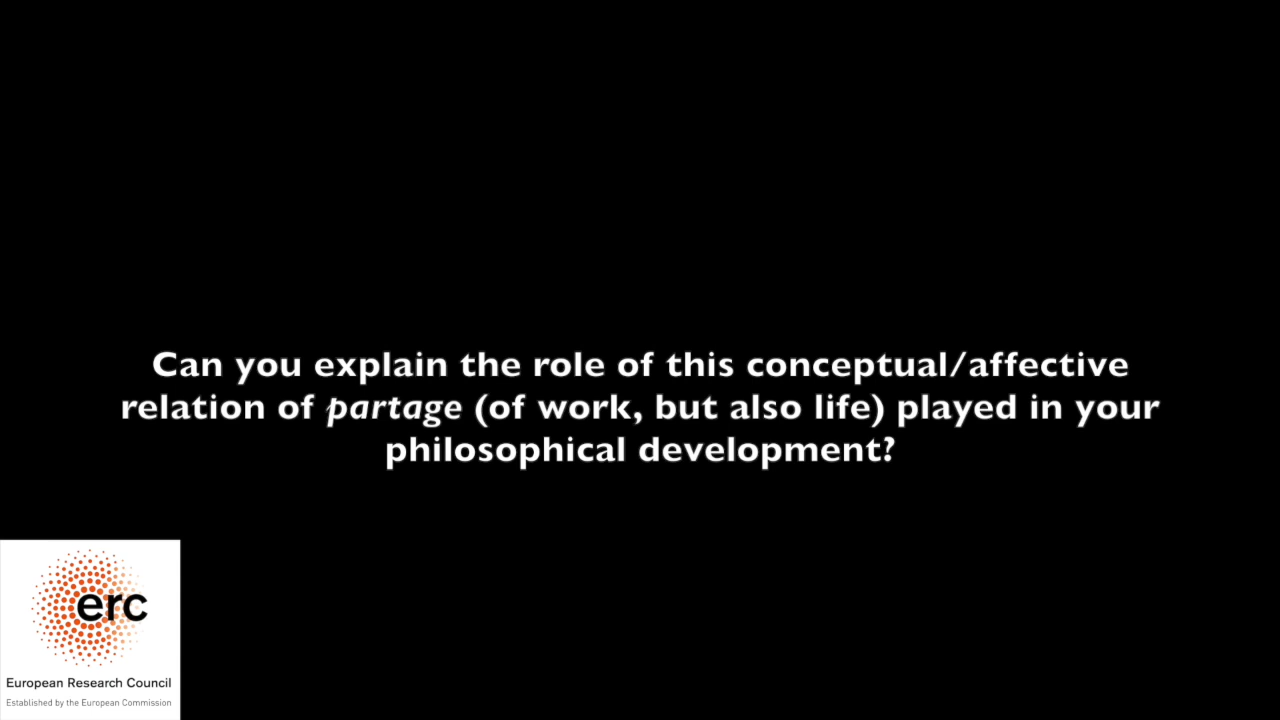 Can you explain the role of this conceptual/affective
relation of partage (of work, but also life) played in your
philosophical development?
erc
European Research Council
Established by the European Commission